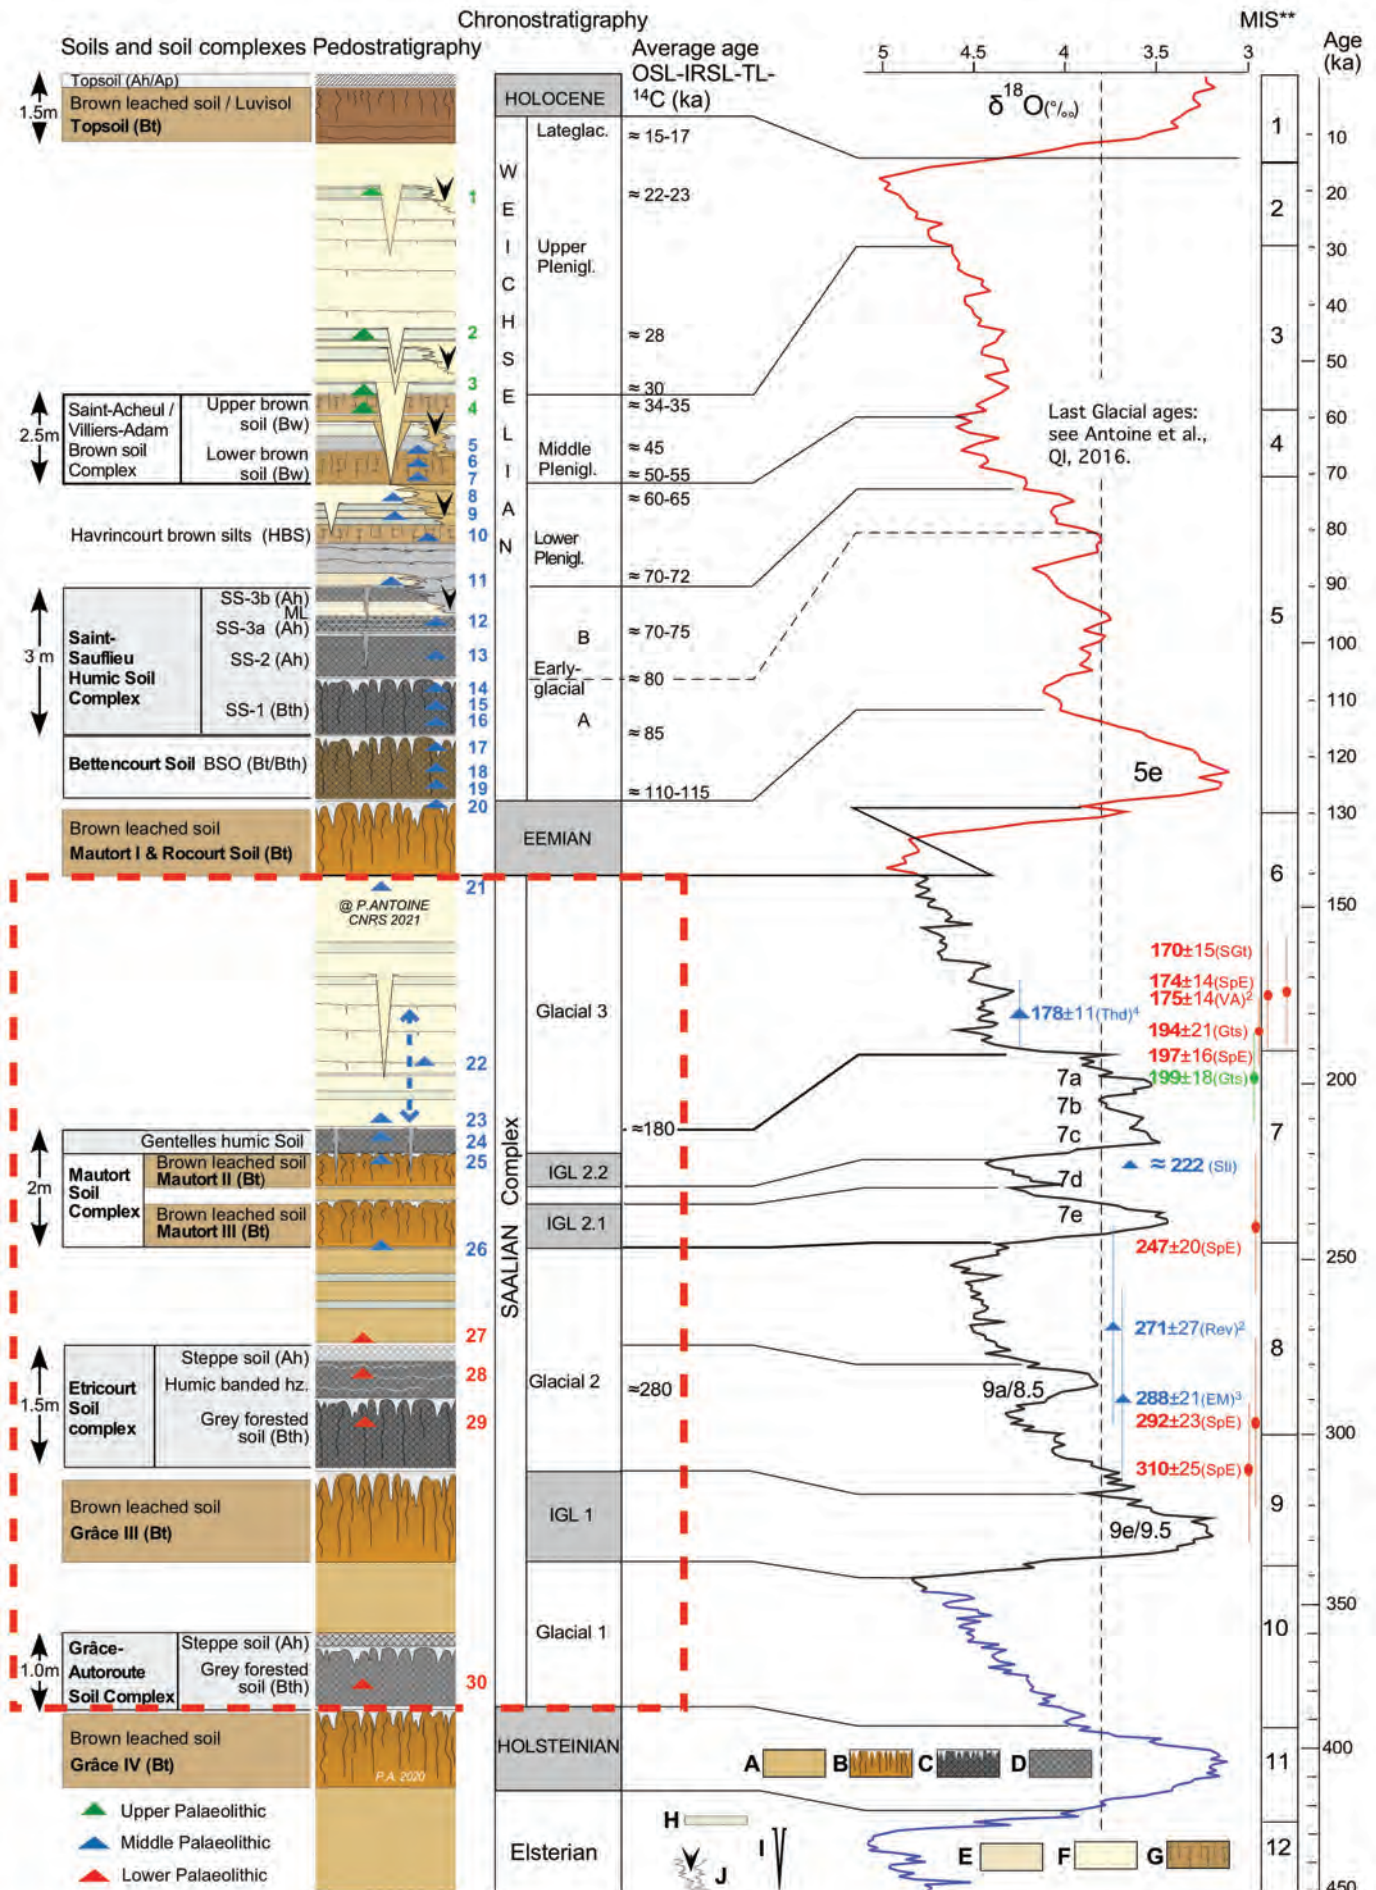 Chronostratigraphy
MIS**
Soils and soil complexes
Pedostratigraphy
Average age
OSL-IRSL-TL-
14C (ka)
5
4.5
4
3.5
3
Age
(ka)
δ18O(°/oo)
1.5m
Topsoil (Ah/Ap)
Brown leached soil / Luvisol
Topsoil (Bt)
2.5m
Saint-Acheul /
Villiers-Adam
Brown soil
Complex
Upper brown
soil (Bw)
Lower brown
soil (Bw)
Havrincourt brown silts (HBS)
3 m
Saint-
Sauflieu
Humic Soil
Complex
SS-3b (Ah)
ML
SS-3a (Ah)
SS-2 (Ah)
SS-1 (Bth)
Bettencourt Soil BSO (Bt/Bth)
Brown leached soil
Mautort I & Rocourt Soil (Bt)
@ P.ANTOINE
CNRS 2021
2m
Gentelles humic Soil
Mautort
Soil
Complex
Brown leached soil
Mautort II (Bt)
Brown leached soil
Mautort III (Bt)
1.5m
Etricourt
Soil
complex
Steppe soil (Ah)
Humic banded hz.
Grey forested
soil (Bth)
Brown leached soil
Grâce III (Bt)
1.0m
Grâce-
Autoroute
Soil Complex
Steppe soil (Ah)
Grey forested
soil (Bth)
Brown leached soil
Grâce IV (Bt)
P.A. 2020
Upper Palaeolithic
Middle Palaeolithic
Lower Palaeolithic
1
2
3
4
5
6
7
8
9
10
11
12
13
14
15
16
17
18
19
20
21
22
23
24
25
26
27
28
29
30
HOLOCENE
WEICHSELIAN
Lateglac.
Upper
Plenigl.
Middle
Plenigl.
Lower
Plenigl.
B
Early-
glacial
A
EEMIAN
SAALIAN Complex
Glacial 3
IGL 2.2
IGL 2.1
Glacial 2
IGL 1
Glacial 1
HOLSTEINIAN
Elsterian
≈ 15-17
≈ 22-23
≈ 28
≈ 30
≈ 34-35
≈ 45
≈ 50-55
≈ 60-65
≈ 70-72
≈ 70-75
≈ 80
≈ 85
≈ 110-115
≈180
≈280
Last Glacial ages:
see Antoine et al.,
QI, 2016.
5e
7a
7b
7c
7d
7e
9a/8.5
9e/9.5
170±15(SGt)
174±14(SpE)
175±14(VA)2
178±11(Thd)4
194±21(Gts)
197±16(SpE)
199±18(Gts)
≈ 222 (Sti)
247±20(SpE)
271±27(Rev)2
288±21(EM)3
292±23(SpE)
310±25(SpE)
1
2
3
4
5
6
7
8
9
10
11
12
10
20
30
40
50
60
70
80
90
100
110
120
130
150
200
250
300
350
400
450
A
B
C
D
H
I
J
E
F
G